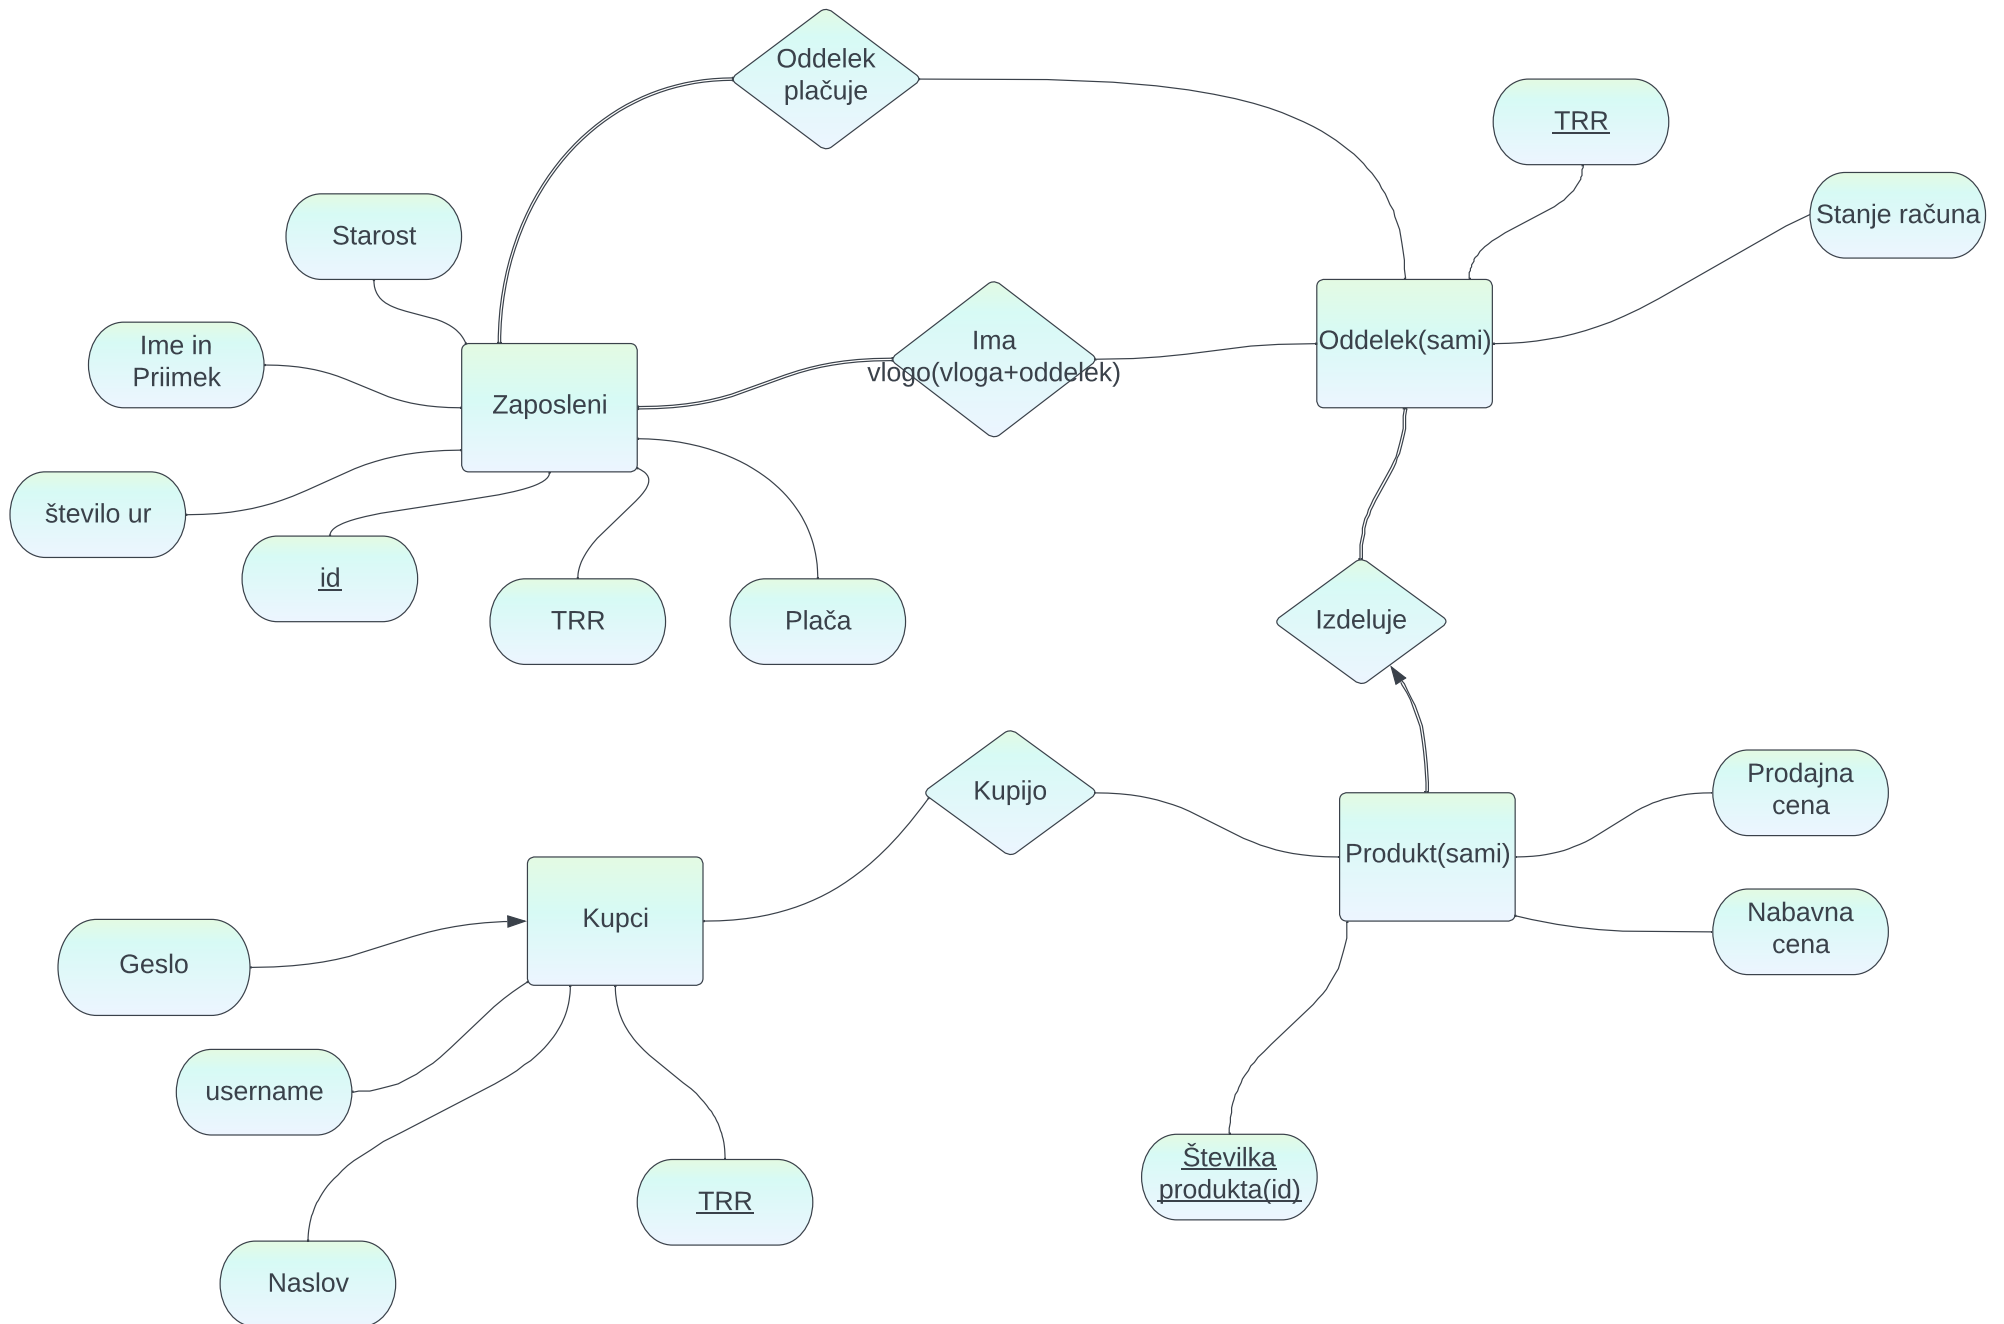 Oddelek
plačuje
TRR
Stanje računa
Starost
Ime in
Priimek
Zaposleni
Ima
vlogo(vloga+oddelek)
Oddelek(sami)
število ur
id
TRR
Plača
Izdeluje
Kupijo
Prodajna
cena
Produkt(sami)
Nabavna
cena
Kupci
Geslo
username
TRR
Številka
produkta(id)
Naslov